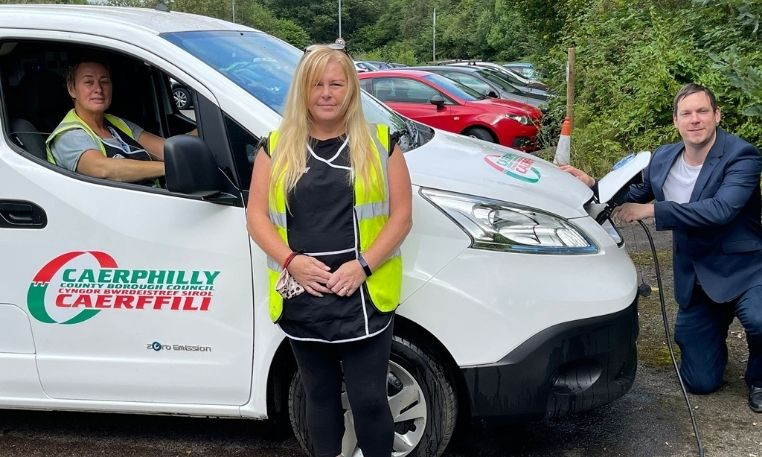 CAERPHILLY
COUNTY BOROUGH COUNCIL
CYNGOR BWRDEISTREF SIROL
CAERFFILI
zero Emission